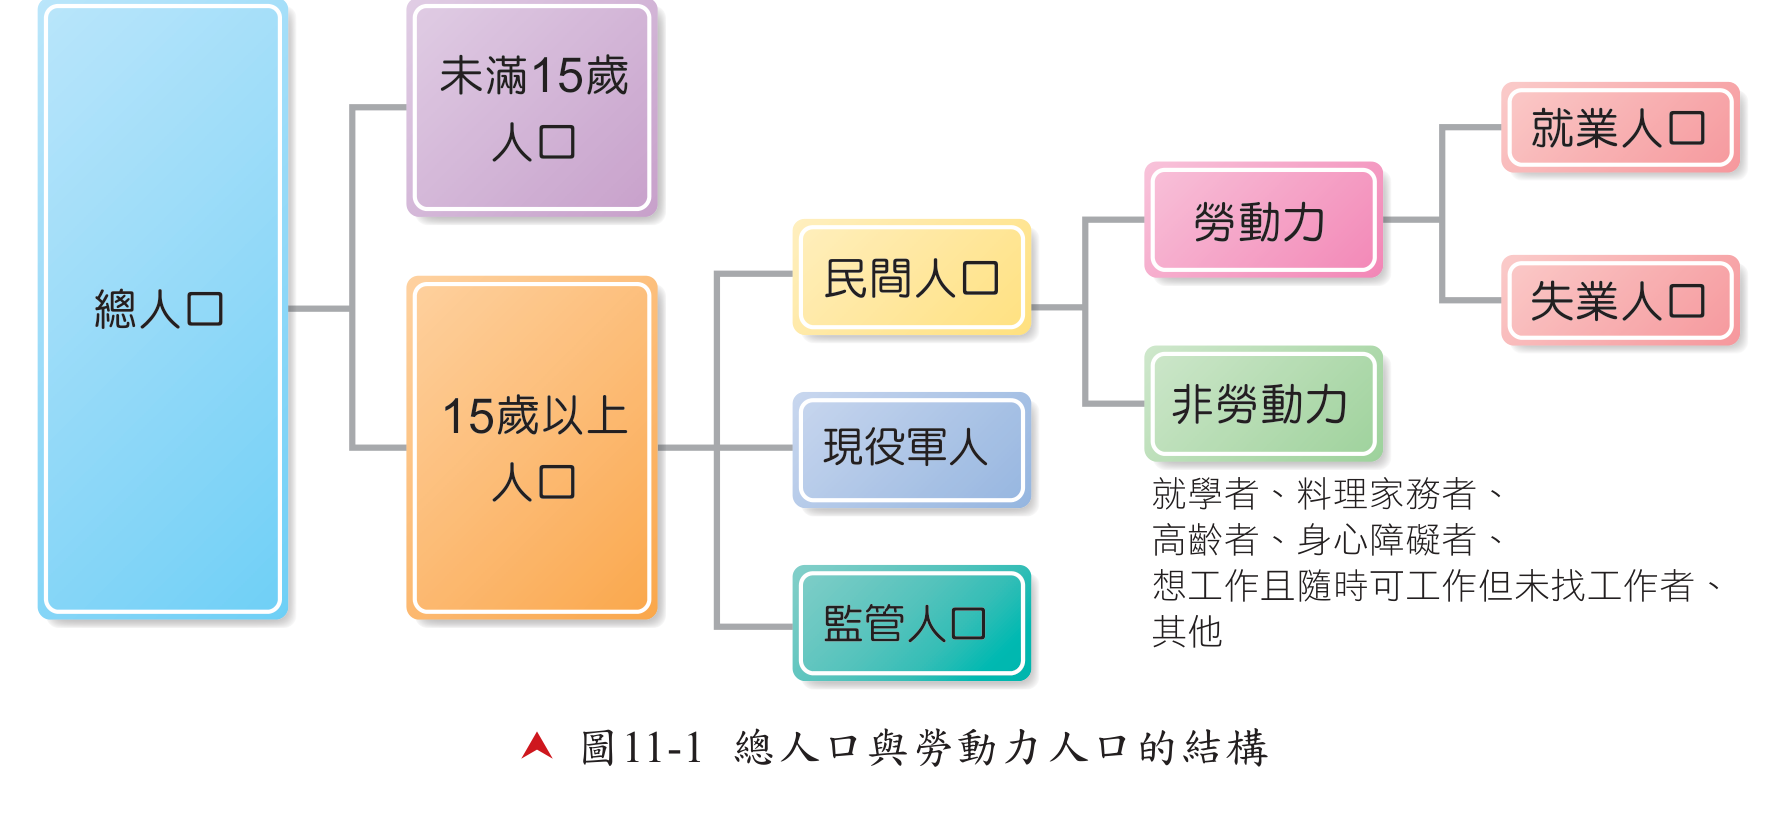 總人口
未滿15歲
人口
15歲以上
人口
民間人口
現役軍人
監管人口
勞動力
非勞動力
就學者、料理家務者、
高齡者、身心障礙者、
想工作且隨時可工作但未找工作者、
其他
就業人口
失業人口
圖11-1 總人口與勞動力人口的結構